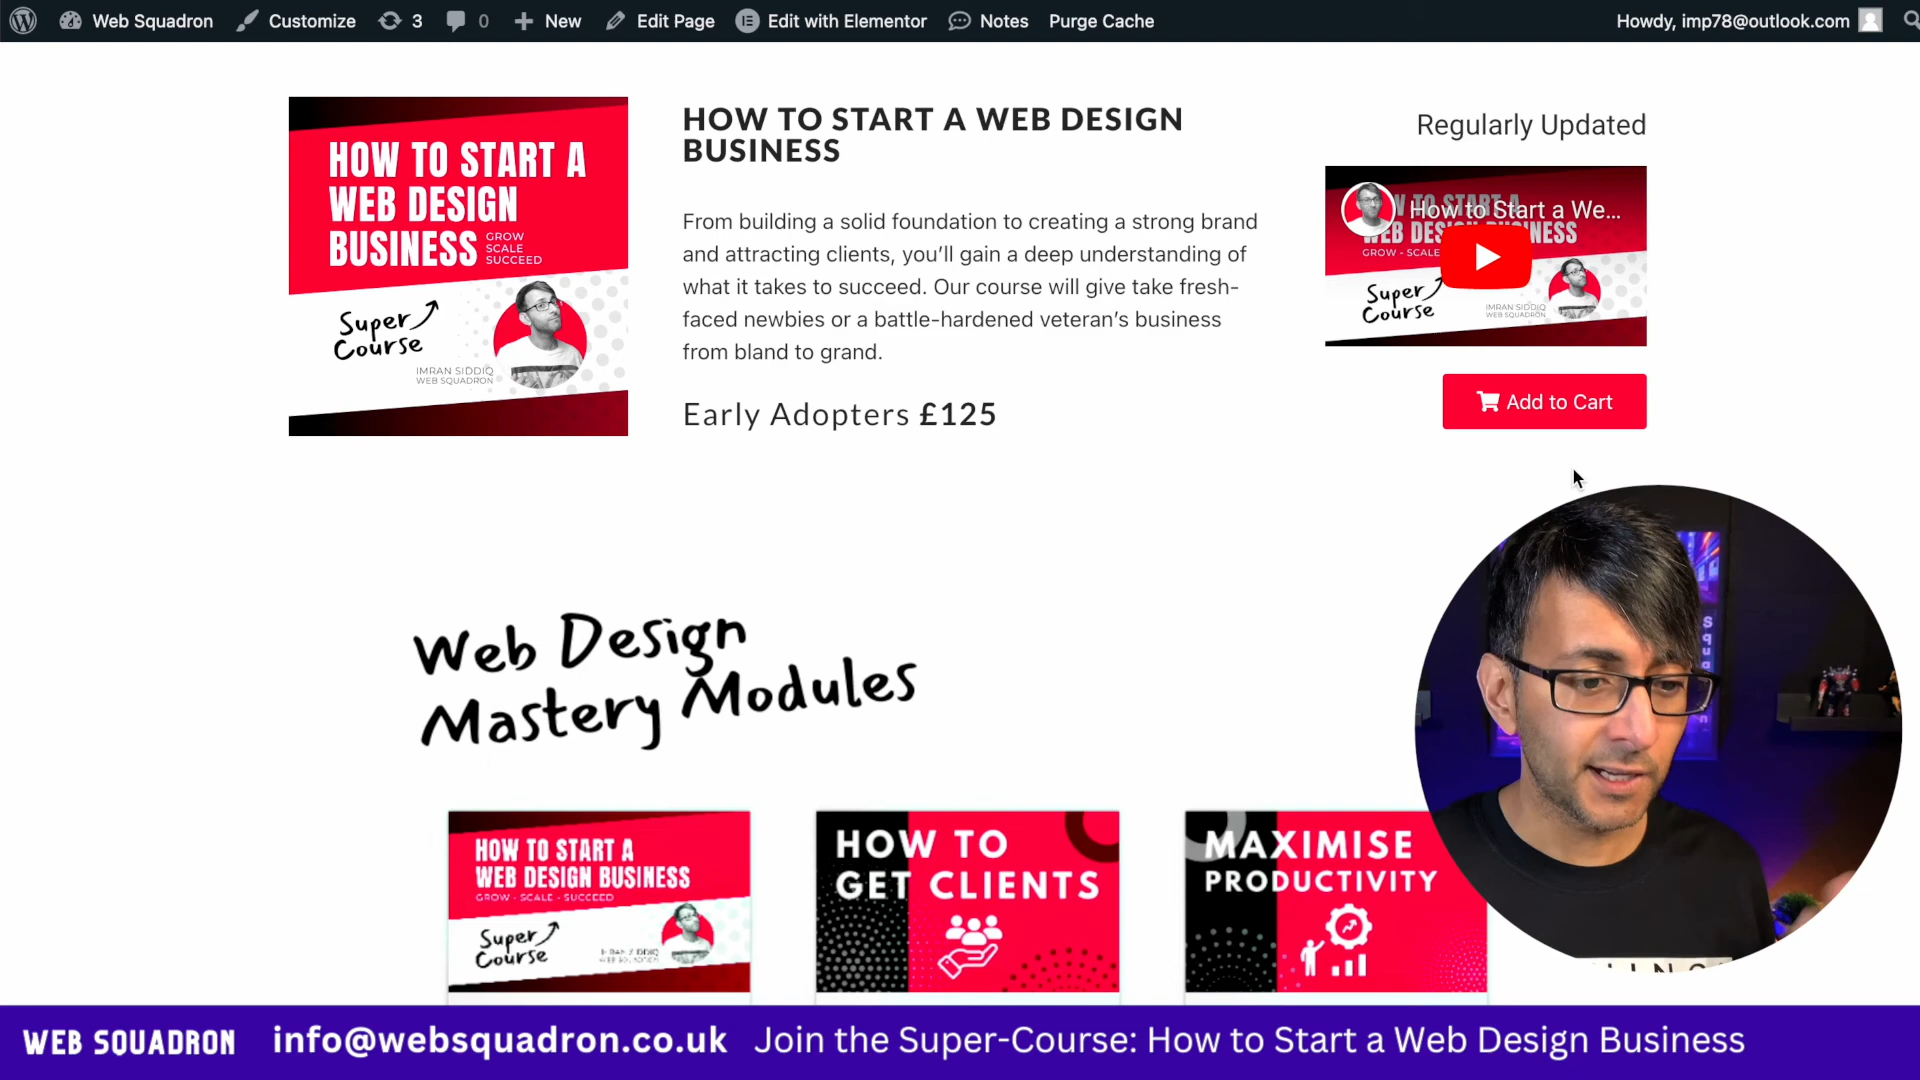 Web Squadron Customize 3 0 New Edit Page Edit with Elementor Notes Purge Cache Howdy, imp78@outlook.com
HOW TO START A
WEB DESIGN
BUSINESS
GROW
SCALE
SUCCEED
Super
Course
IMRAN SIDDIQ
WEB SQUADRON
HOW TO START A WEB DESIGN
BUSINESS
From building a solid foundation to creating a strong brand
and attracting clients, you’ll gain a deep understanding of
what it takes to succeed. Our course will give take fresh-
faced newbies or a battle-hardened veteran’s business
from bland to grand.
Early Adopters £125
Regularly Updated
How to Start a We...
GROW - SCALE
Super
Course
IMRAN SIDDIQ
WEB SQUADRON
Add to Cart
Web Design
Mastery Modules
HOW TO START A
WEB DESIGN BUSINESS
GROW - SCALE - SUCCEED
Super
Course
HOW TO
GET CLIENTS
MAXIMISE
PRODUCTIVITY
WEB SQUADRON info@websquadron.co.uk Join the Super-Course: How to Start a Web Design Business